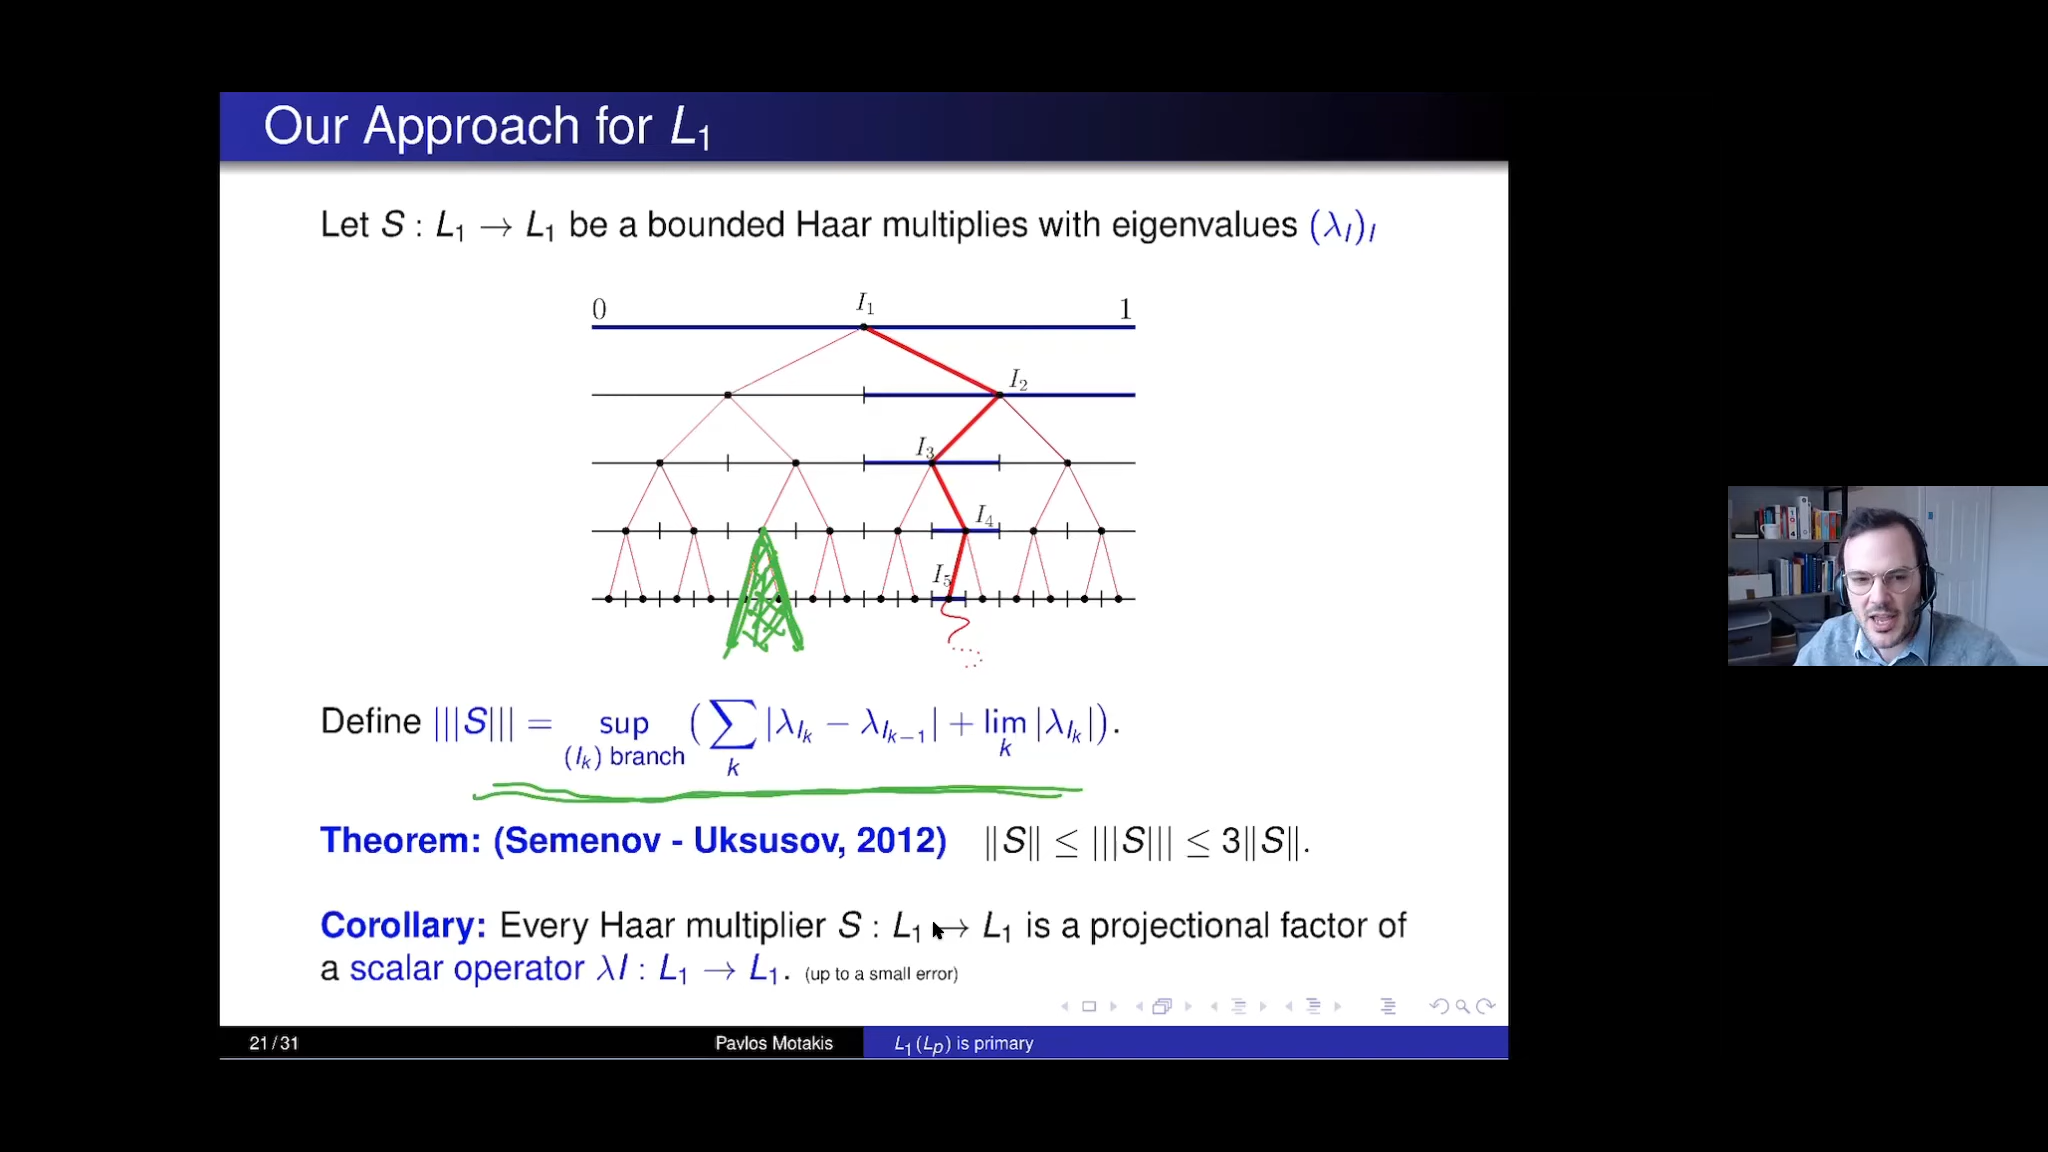 Our Approach for L₁
Let S : L₁ → L₁ be a bounded Haar multiplies with eigenvalues (λ_I)_I
0 I₁ 1
I₂
I₃
I₄
I₅
Define |||S||| = sup_{(I_k) branch} (∑_k |λ_{I_k} − λ_{I_{k−1}}| + lim_k |λ_{I_k}|).
Theorem: (Semenov - Uksusov, 2012) ‖S‖ ≤ |||S||| ≤ 3‖S‖.
Corollary: Every Haar multiplier S : L₁ → L₁ is a projectional factor of
a scalar operator λI : L₁ → L₁. (up to a small error)
21 / 31 Pavlos Motakis L₁(L_p) is primary